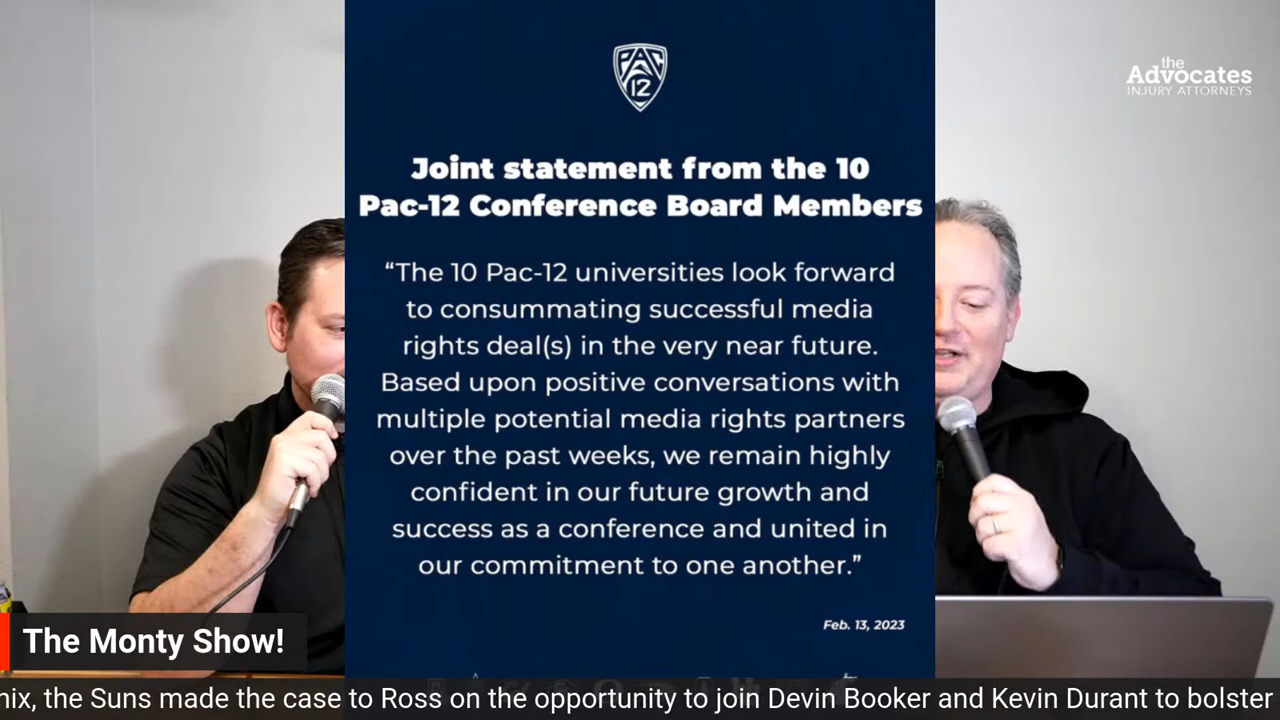 PAC
12
the
Advocates
INJURY ATTORNEYS
Joint statement from the 10
Pac-12 Conference Board Members
“The 10 Pac-12 universities look forward
to consummating successful media
rights deal(s) in the very near future.
Based upon positive conversations with
multiple potential media rights partners
over the past weeks, we remain highly
confident in our future growth and
success as a conference and united in
our commitment to one another.”
Feb. 13, 2023
The Monty Show!
nix, the Suns made the case to Ross on the opportunity to join Devin Booker and Kevin Durant to bolster